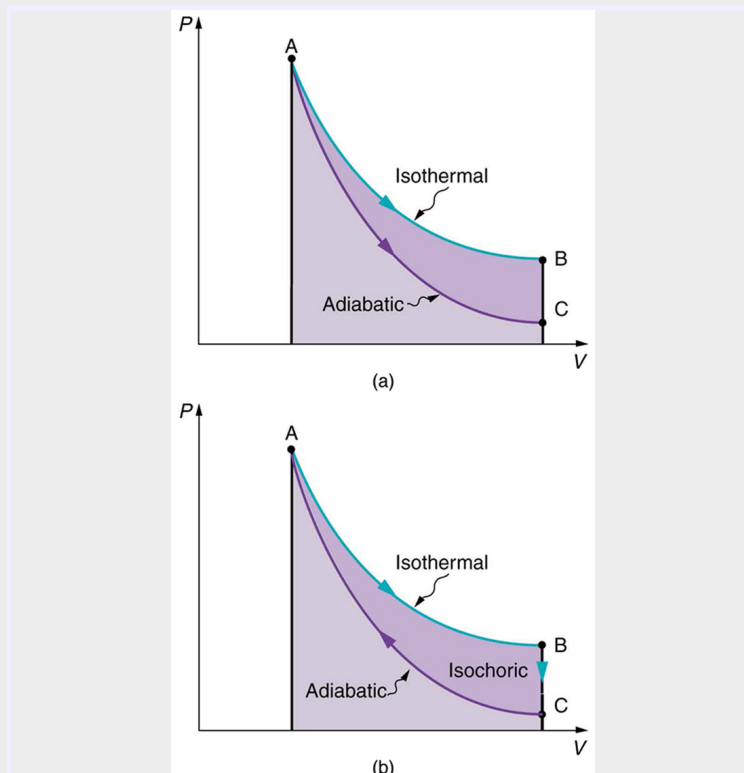 P
A
Isothermal
B
Adiabatic
C
V
(a)
P
A
Isothermal
B
Isochoric
Adiabatic
C
V
(b)